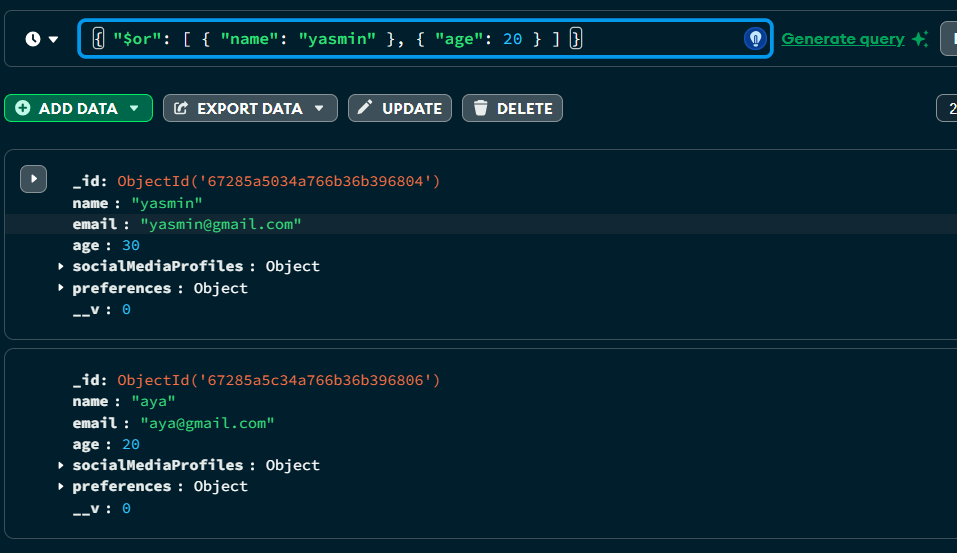 { "$or": [ { "name": "yasmin" }, { "age": 20 } ] }
Generate query
ADD DATA
EXPORT DATA
UPDATE
DELETE
2
_id: ObjectId('67285a5034a766b36b396804')
name : "yasmin"
email : "yasmin@gmail.com"
age : 30
socialMediaProfiles : Object
preferences : Object
__v : 0
_id: ObjectId('67285a5c34a766b36b396806')
name : "aya"
email : "aya@gmail.com"
age : 20
socialMediaProfiles : Object
preferences : Object
__v : 0